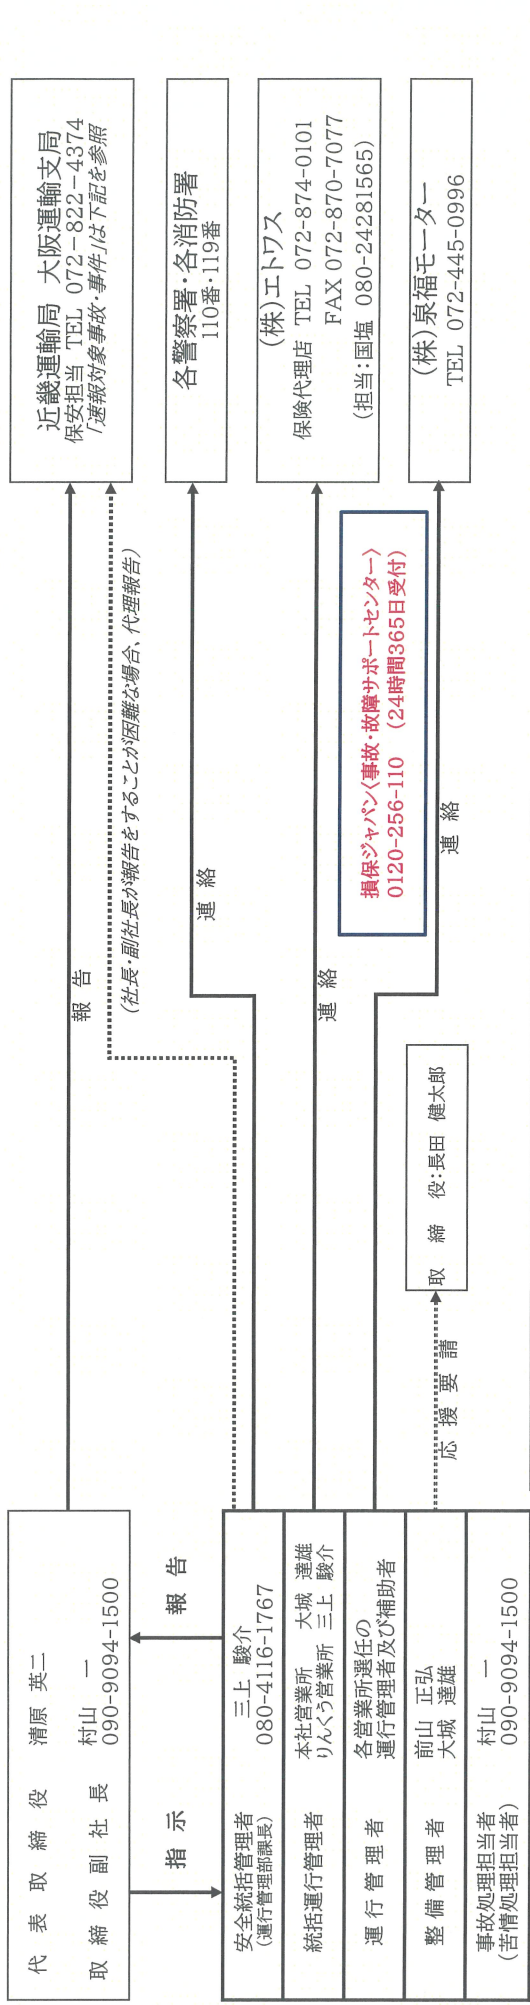 代表取締役　清原　英二
取締役副社長　村山　一
090-9094-1500
指示
報告
安全統括管理者
(運行管理部課長)
三上　駿介
080-4116-1767
統括運行管理者
本社営業所　大城　達雄
りんくう営業所　三上　駿介
運行管理者
各営業所選任の
運行管理者及び補助者
整備管理者
前山　正弘
大城　達雄
事故処理担当者
(苦情処理担当者)
村山　一
090-9094-1500
応援要請
取　締　役:長田　健太郎
報告
(社長・副社長が報告をすることが困難な場合、代理報告)
連絡
連絡
連絡
損保ジャパン〈事故・故障サポートセンター〉
0120-256-110　(24時間365日受付)
近畿運輸局　大阪運輸支局
保安担当　TEL　072-822-4374
「速報対象事故・事件」は下記を参照
各警察署・各消防署
110番・119番
(株)エトワス
保険代理店　TEL　072-874-0101
FAX 072-870-7077
(担当:国塩　080-24281565)
(株)泉福モーター
TEL　072-445-0996